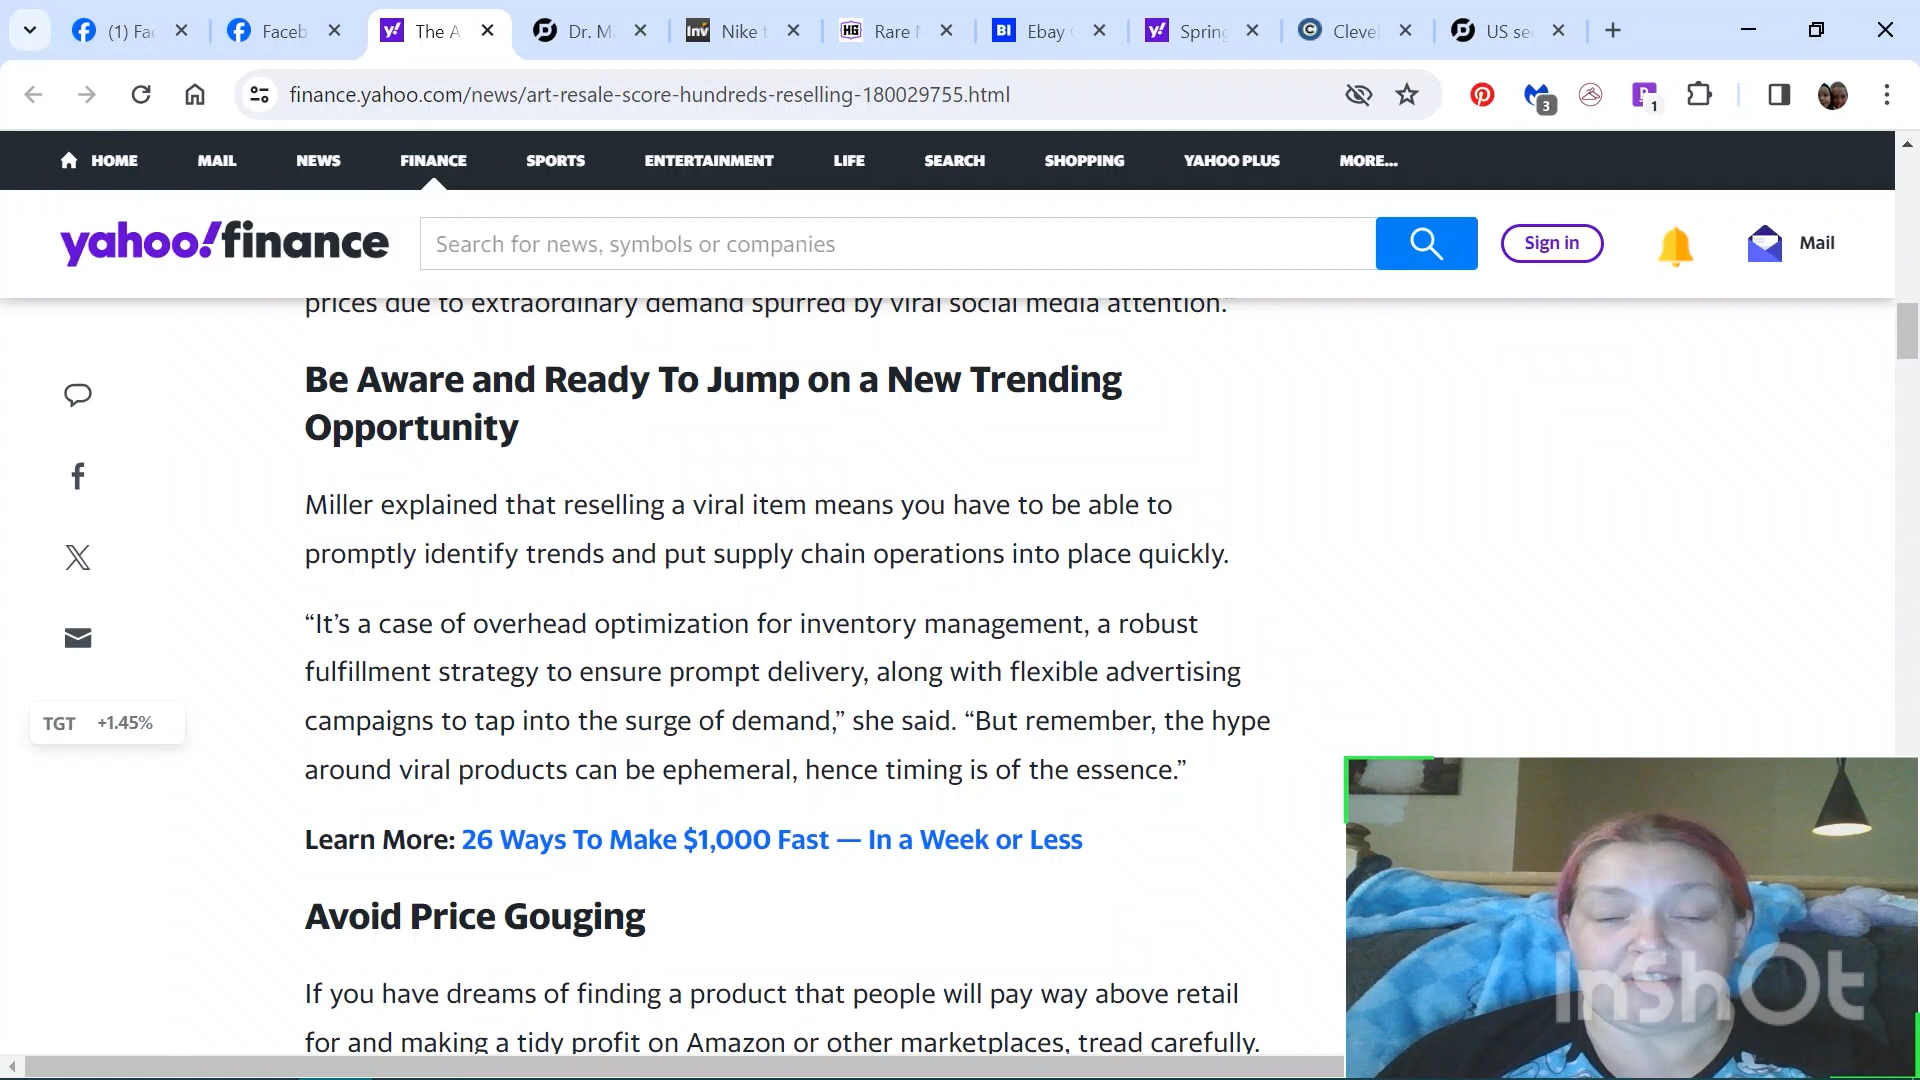 (1) Fac
Faceb
The A
Dr. M
Inv
Nike t
HG
Rare
BI
Ebay
Spring
Clevel
US se
finance.yahoo.com/news/art-resale-score-hundreds-reselling-180029755.html
3
1
HOME
MAIL
NEWS
FINANCE
SPORTS
ENTERTAINMENT
LIFE
SEARCH
SHOPPING
YAHOO PLUS
MORE...
yahoo!finance
Search for news, symbols or companies
Sign in
Mail
prices due to extraordinary demand spurred by viral social media attention.”
Be Aware and Ready To Jump on a New Trending
Opportunity
Miller explained that reselling a viral item means you have to be able to
promptly identify trends and put supply chain operations into place quickly.
“It’s a case of overhead optimization for inventory management, a robust
fulfillment strategy to ensure prompt delivery, along with flexible advertising
campaigns to tap into the surge of demand,” she said. “But remember, the hype
around viral products can be ephemeral, hence timing is of the essence.”
TGT +1.45%
Learn More: 26 Ways To Make $1,000 Fast — In a Week or Less
Avoid Price Gouging
If you have dreams of finding a product that people will pay way above retail
for and making a tidy profit on Amazon or other marketplaces, tread carefully.
InShOt